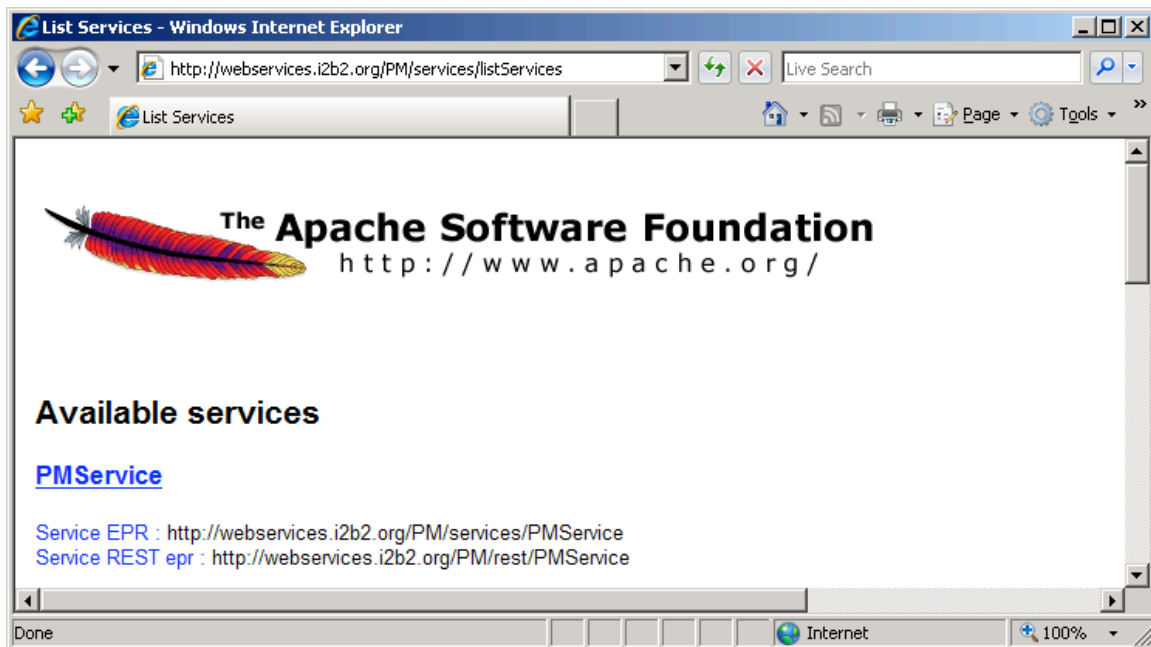 List Services - Windows Internet Explorer
http://webservices.i2b2.org/PM/services/listServices
Live Search
List Services
Page
Tools
»
The Apache Software Foundation
http://www.apache.org/
Available services
PMService
Service EPR : http://webservices.i2b2.org/PM/services/PMService
Service REST epr : http://webservices.i2b2.org/PM/rest/PMService
Done
Internet
100%